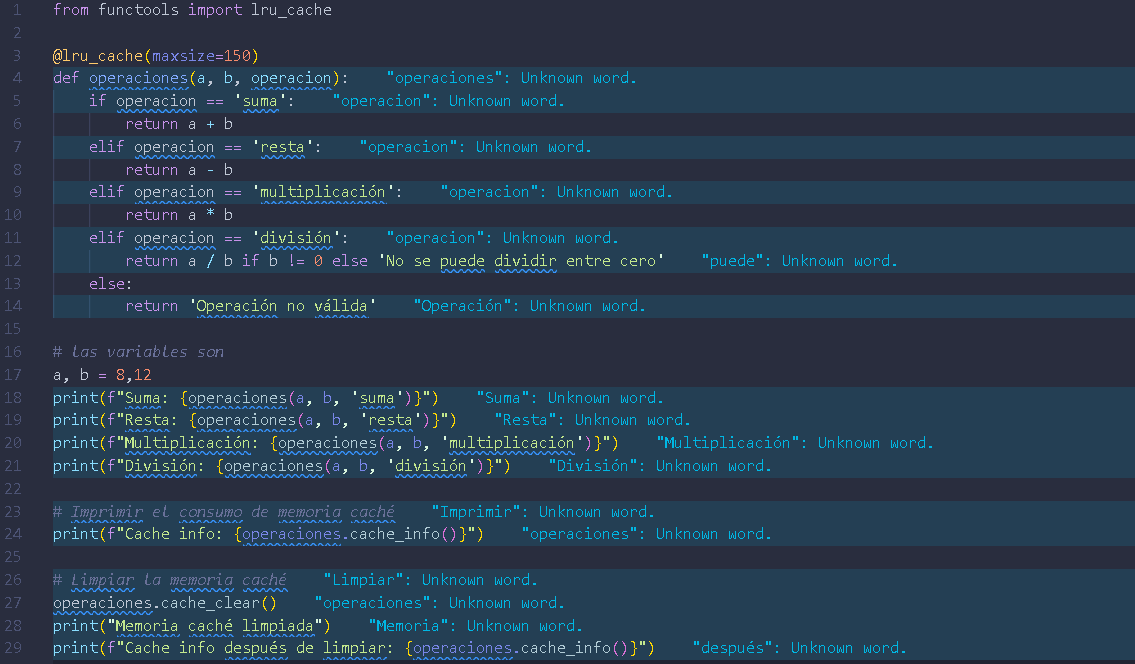 1 from functools import lru_cache
2
3 @lru_cache(maxsize=150)
4 def operaciones(a, b, operacion): "operaciones": Unknown word.
5 if operacion == 'suma': "operacion": Unknown word.
6 return a + b
7 elif operacion == 'resta': "operacion": Unknown word.
8 return a - b
9 elif operacion == 'multiplicación': "operacion": Unknown word.
10 return a * b
11 elif operacion == 'división': "operacion": Unknown word.
12 return a / b if b != 0 else 'No se puede dividir entre cero' "puede": Unknown word.
13 else:
14 return 'Operación no válida' "Operación": Unknown word.
15
16 # las variables son
17 a, b = 8,12
18 print(f"Suma: {operaciones(a, b, 'suma')}") "Suma": Unknown word.
19 print(f"Resta: {operaciones(a, b, 'resta')}") "Resta": Unknown word.
20 print(f"Multiplicación: {operaciones(a, b, 'multiplicación')}") "Multiplicación": Unknown word.
21 print(f"División: {operaciones(a, b, 'división')}") "División": Unknown word.
22
23 # Imprimir el consumo de memoria caché "Imprimir": Unknown word.
24 print(f"Cache info: {operaciones.cache_info()}") "operaciones": Unknown word.
25
26 # Limpiar la memoria caché "Limpiar": Unknown word.
27 operaciones.cache_clear() "operaciones": Unknown word.
28 print("Memoria caché limpiada") "Memoria": Unknown word.
29 print(f"Cache info después de limpiar: {operaciones.cache_info()}") "después": Unknown word.